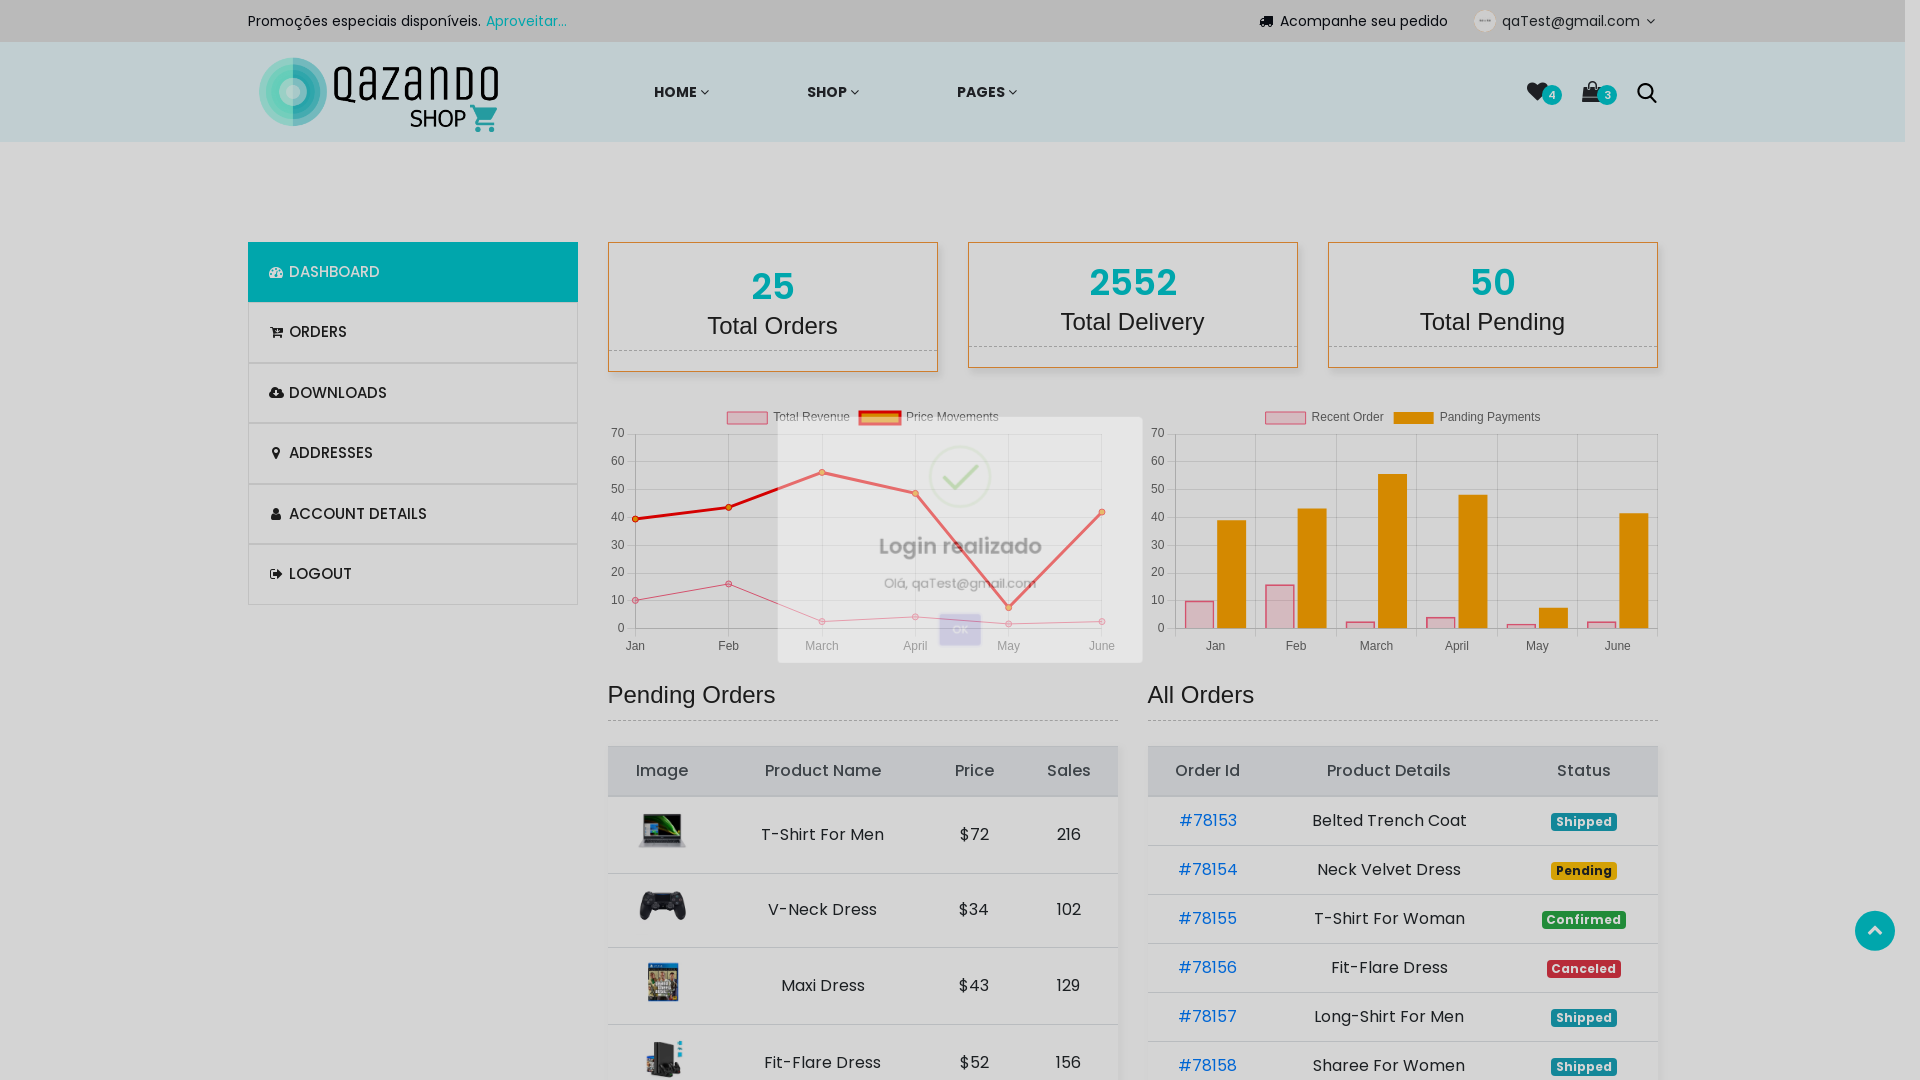 Promoções especiais disponíveis. Aproveitar...
Acompanhe seu pedido
qaTest@gmail.com
QAZANDO
SHOP
HOME
SHOP
PAGES
4
3
DASHBOARD
ORDERS
DOWNLOADS
ADDRESSES
ACCOUNT DETAILS
LOGOUT
25
Total Orders
2552
Total Delivery
50
Total Pending
Total Revenue
Price Movements
70
60
50
40
30
20
10
0
Jan
Feb
March
April
May
June
Login realizado
Olá, qaTest@gmail.com
OK
Recent Order
Panding Payments
70
60
50
40
30
20
10
0
Jan
Feb
March
April
May
June
Pending Orders
Image Product Name Price Sales
T-Shirt For Men $72 216
V-Neck Dress $34 102
Maxi Dress $43 129
Fit-Flare Dress $52 156
All Orders
Order Id Product Details Status
#78153 Belted Trench Coat Shipped
#78154 Neck Velvet Dress Pending
#78155 T-Shirt For Woman Confirmed
#78156 Fit-Flare Dress Canceled
#78157 Long-Shirt For Men Shipped
#78158 Sharee For Women Shipped